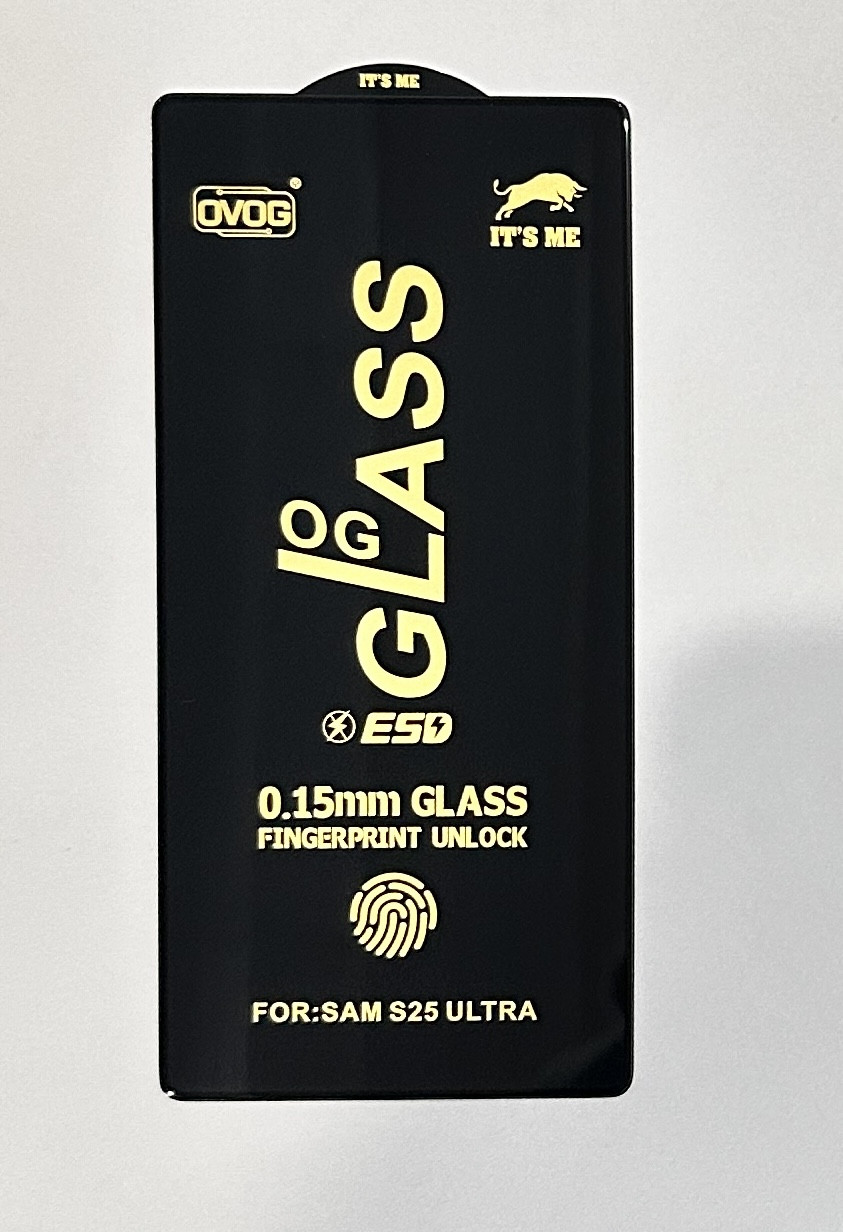 IT'S ME
OVOG®
IT'S ME
OG GLASS
ESD
0.15mm GLASS
FINGERPRINT UNLOCK
FOR:SAM S25 ULTRA